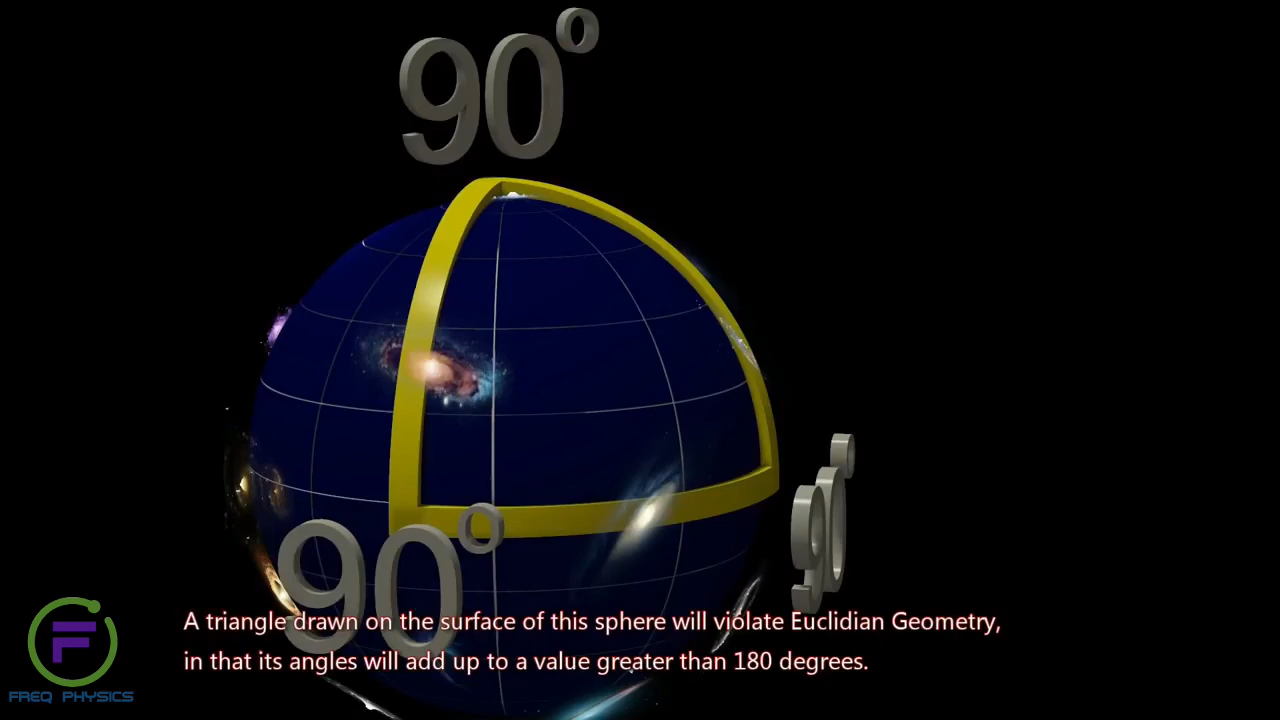 90°
90°
90°
A triangle drawn on the surface of this sphere will violate Euclidian Geometry,
in that its angles will add up to a value greater than 180 degrees.
F
FREQ PHYSICS